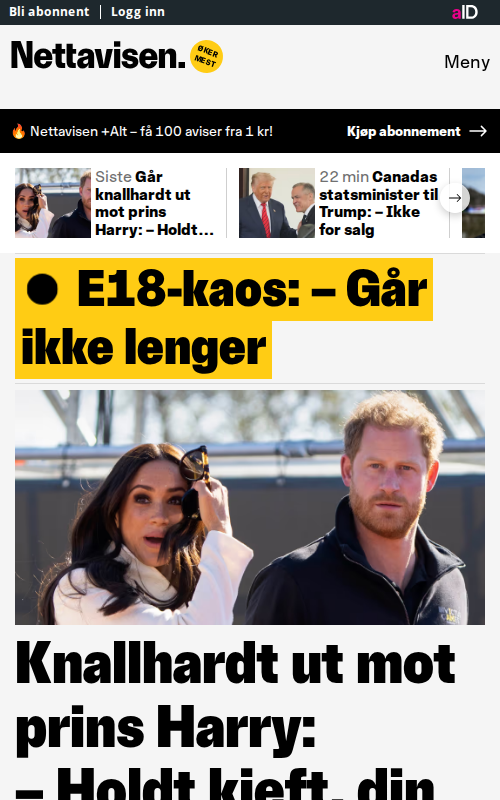 Bli abonnent
Logg inn
aID
Nettavisen.
ØKER
MEST
Meny
🔥 Nettavisen +Alt – få 100 aviser fra 1 kr!
Kjøp abonnement →
Siste Går
knallhardt ut
mot prins
Harry: – Holdt...
22 min Canadas
statsminister til
Trump: – Ikke
for salg
E18-kaos: – Går
ikke lenger
Knallhardt ut mot
prins Harry:
– Holdt kjeft, din